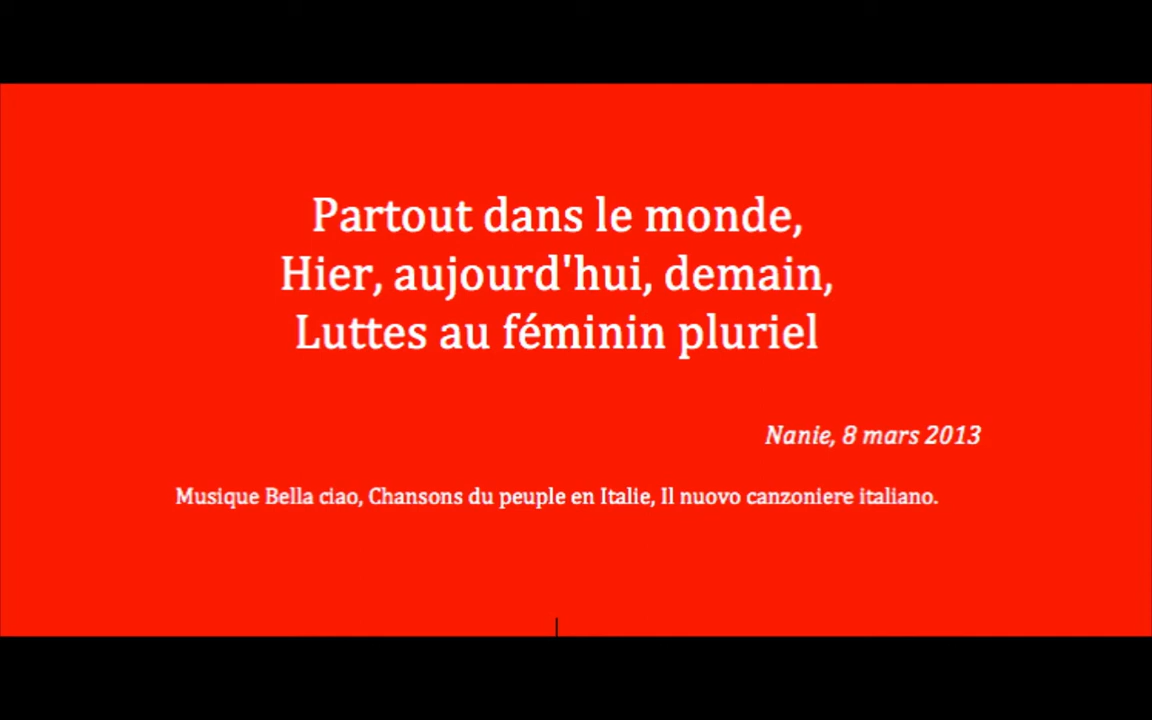 Partout dans le monde,
Hier, aujourd'hui, demain,
Luttes au féminin pluriel
Nanie, 8 mars 2013
Musique Bella ciao, Chansons du peuple en Italie, Il nuovo canzoniere italiano.